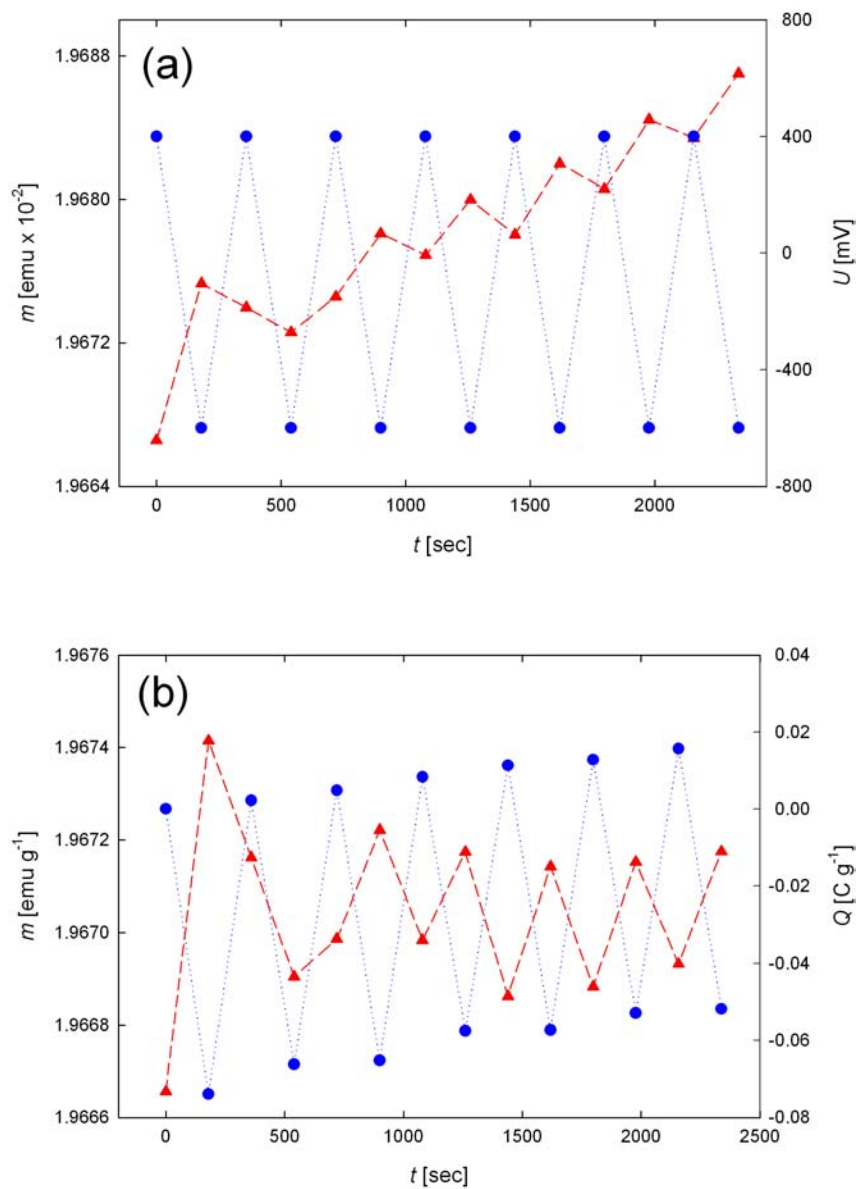 (a)
1.9688
1.9680
1.9672
1.9664
m [emu x 10⁻²]
800
400
0
-400
-800
U [mV]
0 500 1000 1500 2000
t [sec]
(b)
1.9676
1.9674
1.9672
1.9670
1.9668
1.9666
m [emu g⁻¹]
0.04
0.02
0.00
-0.02
-0.04
-0.06
-0.08
Q [C g⁻¹]
0 500 1000 1500 2000 2500
t [sec]